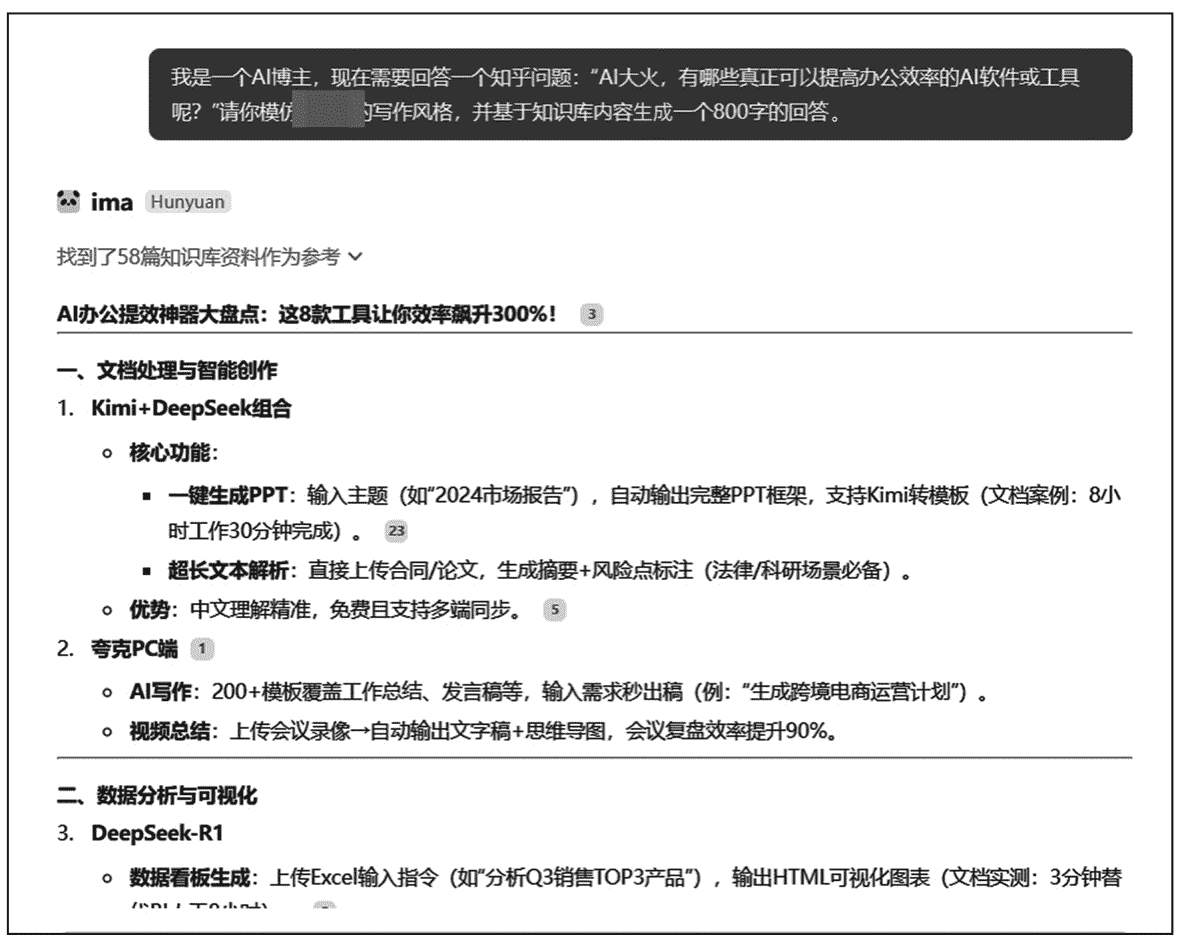 我是一个AI博主，现在需要回答一个知乎问题：“AI大火，有哪些真正可以提高办公效率的AI软件或工具
呢？”请你模仿 的写作风格，并基于知识库内容生成一个800字的回答。
ima Hunyuan
找到了58篇知识库资料作为参考
AI办公提效神器大盘点：这8款工具让你效率飙升300%！ 3
一、文档处理与智能创作
1. Kimi+DeepSeek组合
核心功能：
一键生成PPT：输入主题（如“2024市场报告”），自动输出完整PPT框架，支持Kimi转模板（文档案例：8小
时工作30分钟完成）。 23
超长文本解析：直接上传合同/论文，生成摘要+风险点标注（法律/科研场景必备）。
优势：中文理解精准，免费且支持多端同步。 5
2. 夸克PC端 1
AI写作：200+模板覆盖工作总结、发言稿等，输入需求秒出稿（例：“生成跨境电商运营计划”）。
视频总结：上传会议录像→自动输出文字稿+思维导图，会议复盘效率提升90%。
二、数据分析与可视化
3. DeepSeek-R1
数据看板生成：上传Excel输入指令（如“分析Q3销售TOP3产品”），输出HTML可视化图表（文档实测：3分钟替